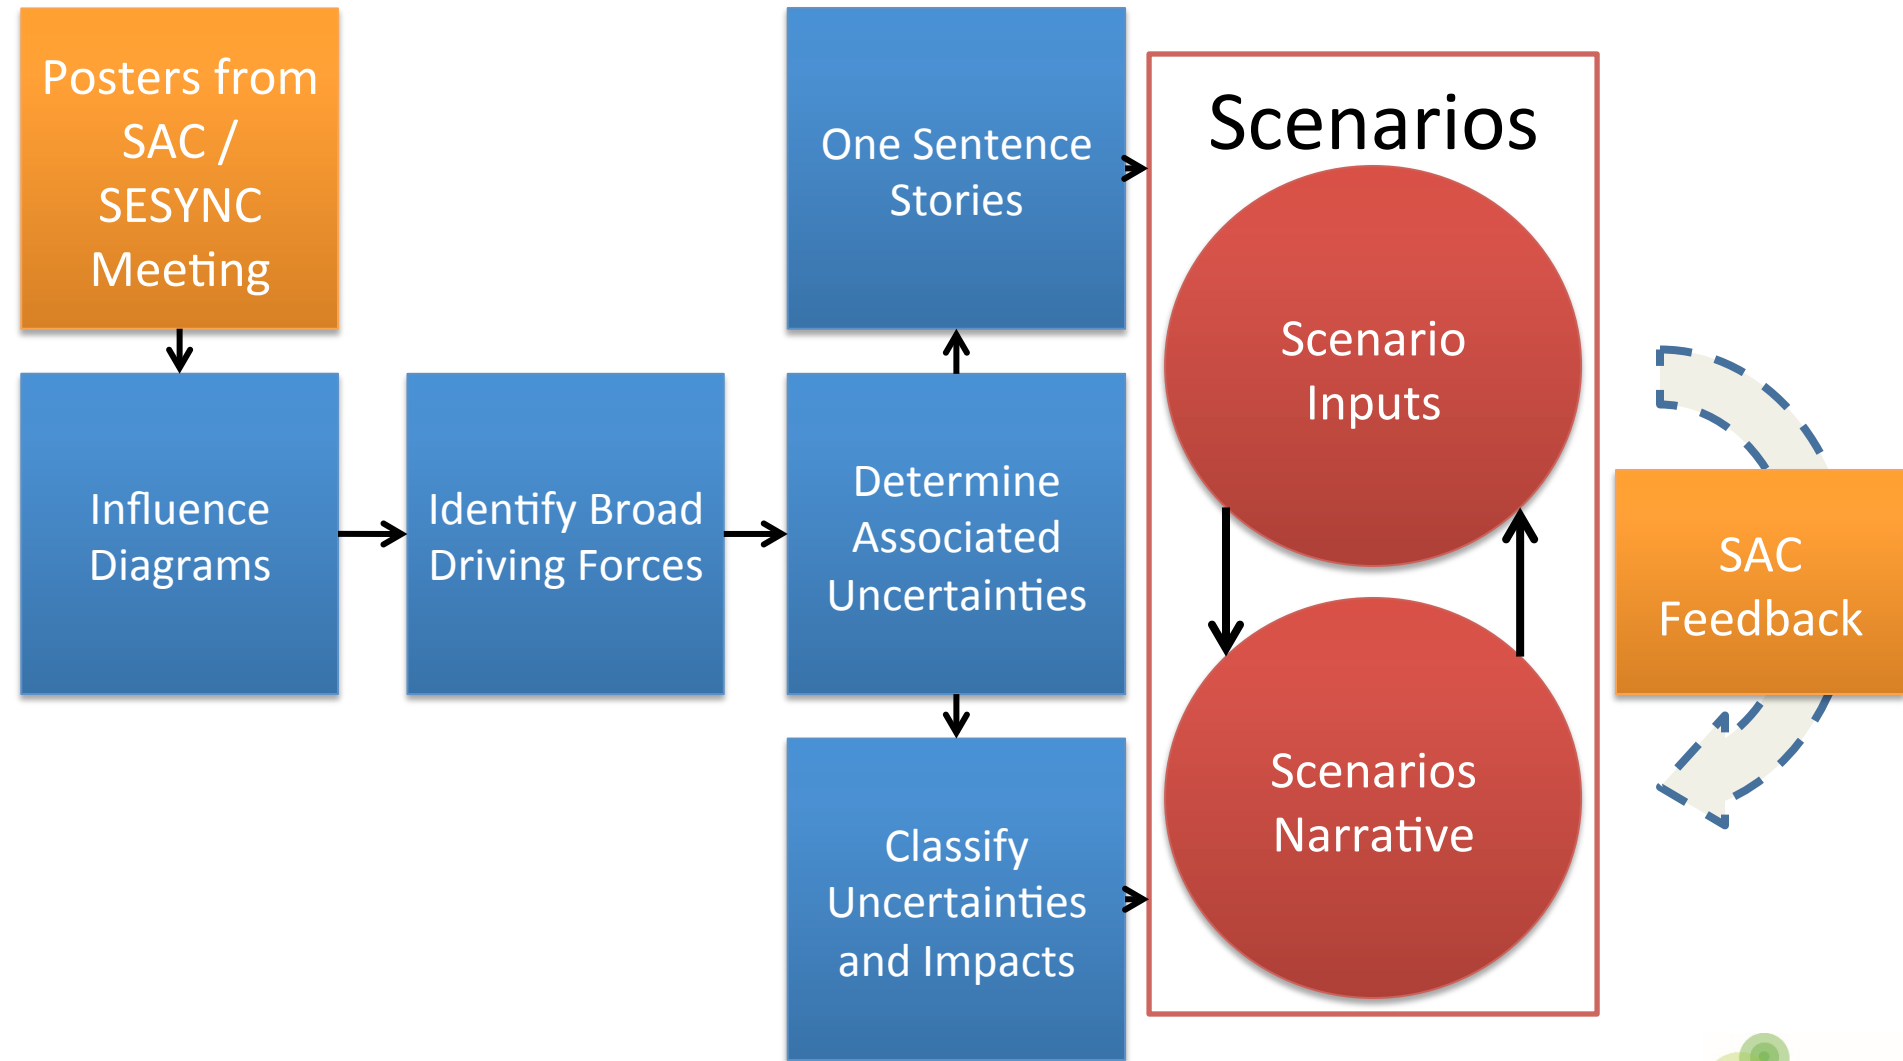 Posters from
SAC /
SESYNC
Meeting
Influence
Diagrams
Identify Broad
Driving Forces
One Sentence
Stories
Determine
Associated
Uncertainties
Classify
Uncertainties
and Impacts
Scenarios
Scenario
Inputs
Scenarios
Narrative
SAC
Feedback